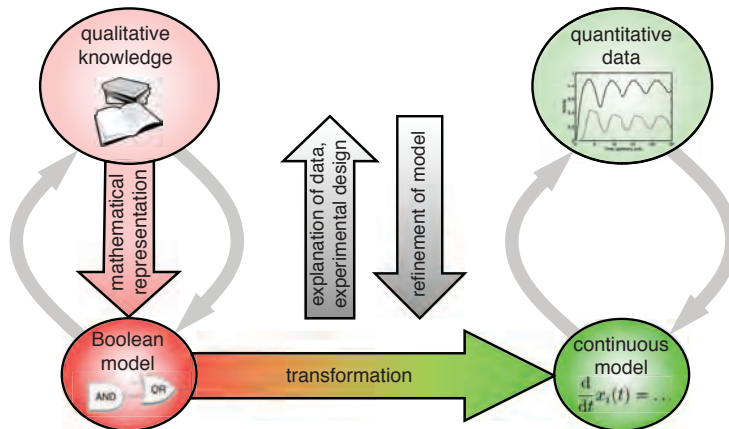 qualitative
knowledge
quantitative
data
mathematical
representation
explanation of data,
experimental design
refinement of model
Boolean
model
AND
OR
transformation
continuous
model
d/dt x_i(t) = ...